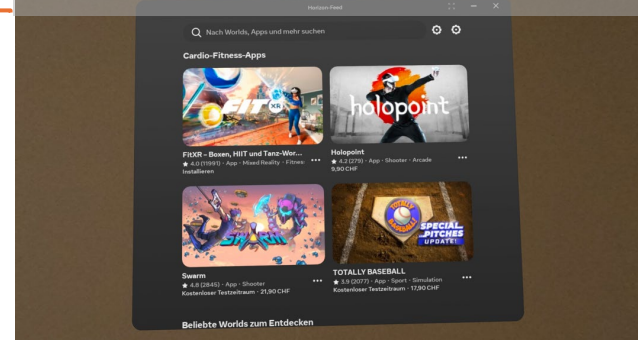 Horizon-Feed
Nach Worlds, Apps und mehr suchen
Cardio-Fitness-Apps
FIT XR
holopoint
FitXR – Boxen, HIIT und Tanz-Wor...
★ 4.0 (11991) · App · Mixed Reality · Fitness
Installieren
Holopoint
★ 4.2 (279) · App · Shooter · Arcade
9,90 CHF
SWARM
TOTALLY BASEBALL
SPECIAL PITCHES
UPDATE!
Swarm
★ 4.8 (2845) · App · Shooter
Kostenloser Testzeitraum · 21,90 CHF
TOTALLY BASEBALL
★ 3.9 (2077) · App · Sport · Simulation
Kostenloser Testzeitraum · 17,90 CHF
Beliebte Worlds zum Entdecken